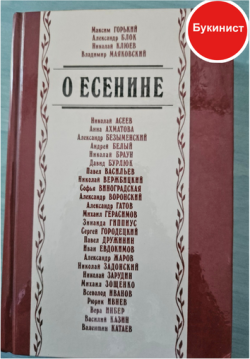 Максим ГОРЬКИЙ
Александр БЛОК
Николай КЛЮЕВ
Владимир МАЯКОВСКИЙ
Букинист
О ЕСЕНИНЕ
Николай АСЕЕВ
Анна АХМАТОВА
Александр БЕЗЫМЕНСКИЙ
Андрей БЕЛЫЙ
Николай БРАУН
Давид БУРЛЮК
Павел ВАСИЛЬЕВ
Николай ВЕРЖБИЦКИЙ
Софья ВИНОГРАДСКАЯ
Александр ВОРОНСКИЙ
Александр ГАТОВ
Михаил ГЕРАСИМОВ
Зинаида ГИППИУС
Сергей ГОРОДЕЦКИЙ
Павел ДРУЖИНИН
Иван ЕВДОКИМОВ
Александр ЖАРОВ
Николай ЗАДОНСКИЙ
Николай ЗАРУДИН
Михаил ЗОЩЕНКО
Всеволод ИВАНОВ
Рюрик ИВНЕВ
Вера ИНБЕР
Василий КАЗИН
Валентин КАТАЕВ